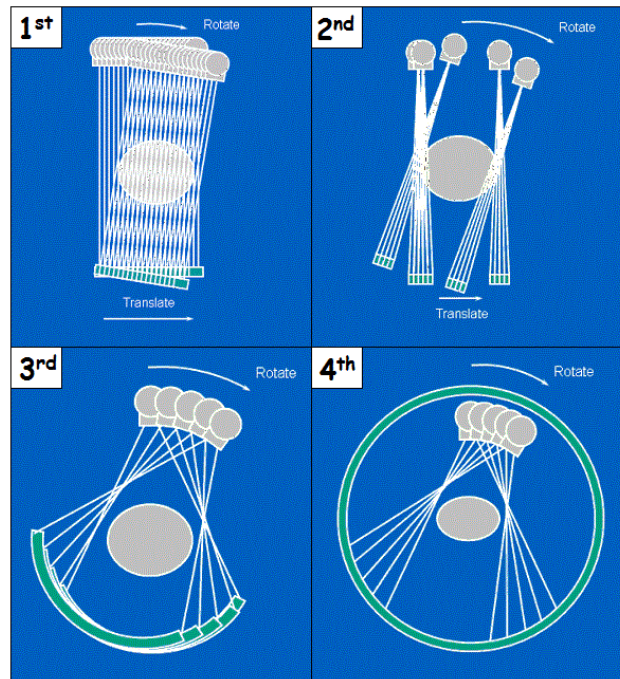 1st
Rotate
Translate
2nd
Rotate
Translate
3rd
Rotate
4th
Rotate